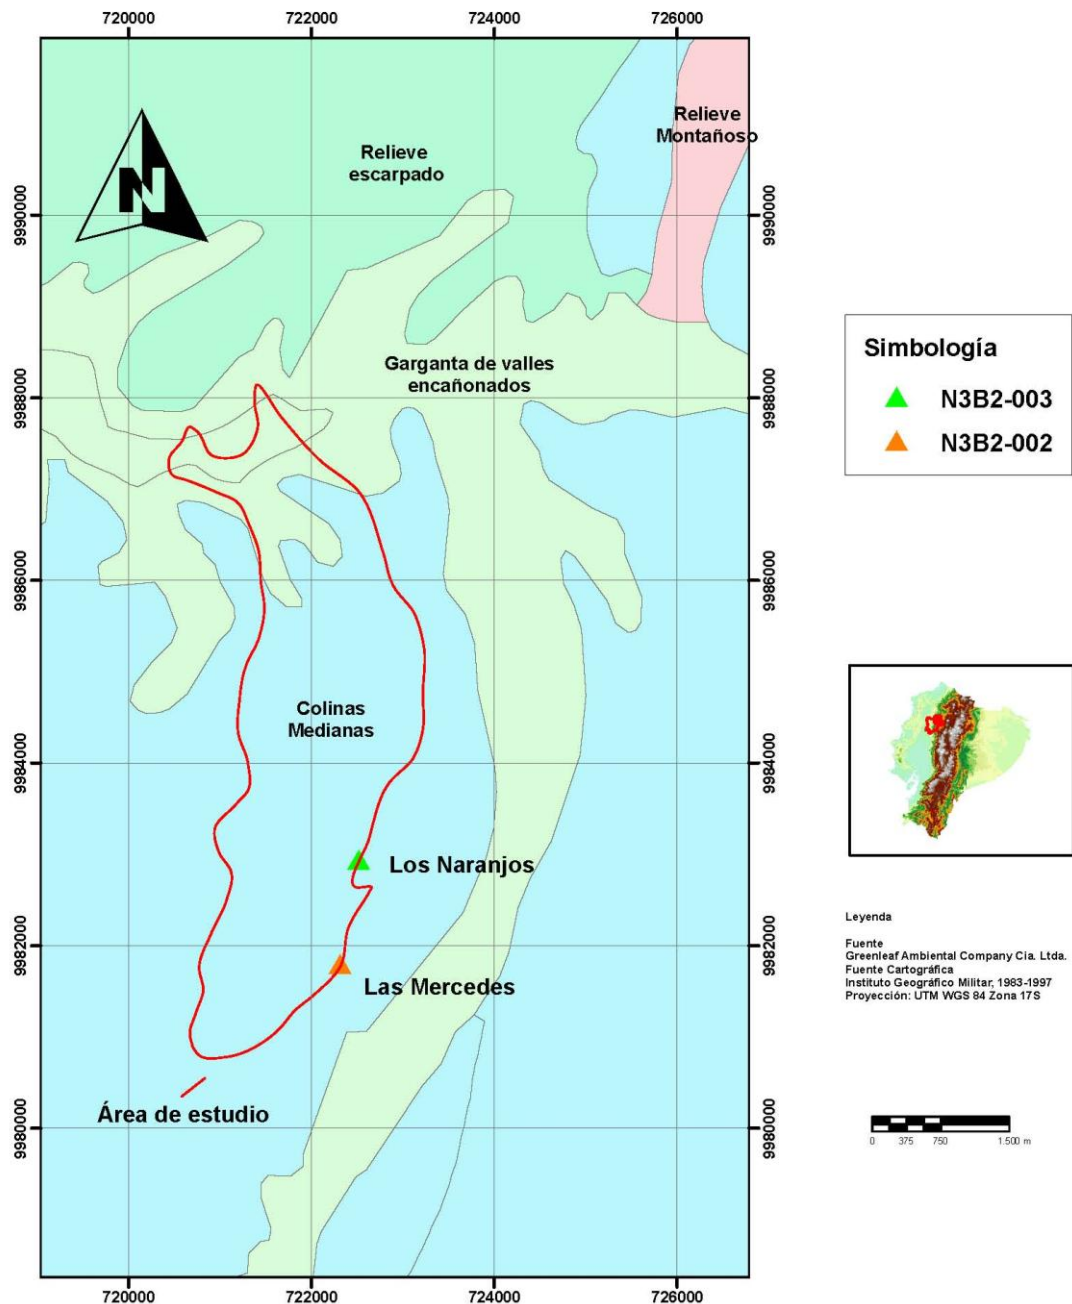 720000
722000
724000
726000
Relieve
Montañoso
Relieve
escarpado
N
9990000
9990000
Garganta de valles
encañonados
9988000
9988000
9986000
9986000
Colinas
Medianas
9984000
9984000
Los Naranjos
9982000
9982000
Las Mercedes
Área de estudio
9980000
9980000
720000
722000
724000
726000
Simbología
N3B2-003
N3B2-002
Leyenda
Fuente
Greenleaf Ambiental Company Cia. Ltda.
Fuente Cartográfica
Instituto Geográfico Militar, 1983-1997
Proyección: UTM WGS 84 Zona 17S
0 375 750 1.500 m